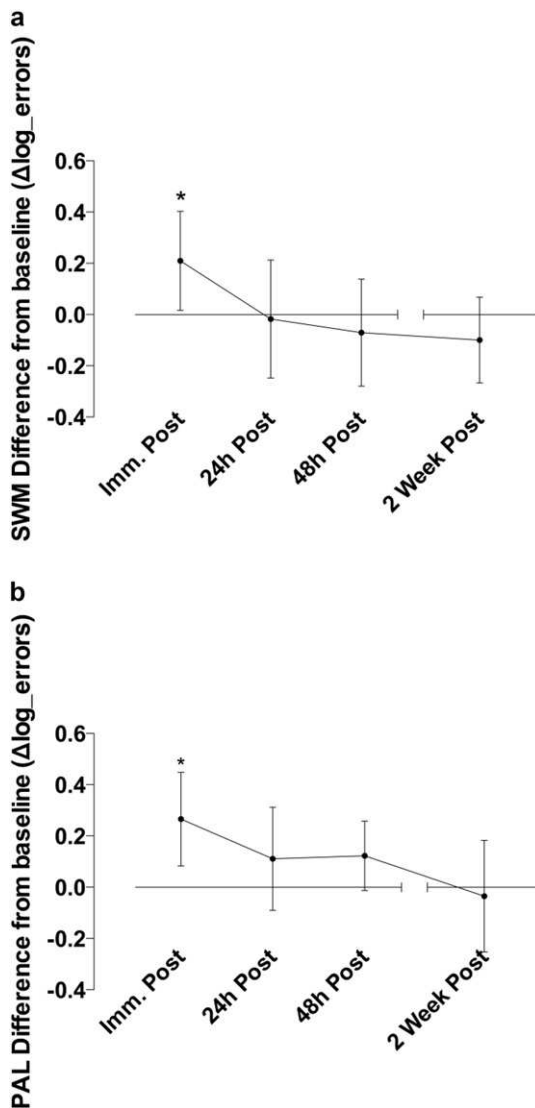 a
SWM Difference from baseline (Δlog_errors)
0.6
0.4
0.2
0.0
-0.2
-0.4
*
Imm. Post
24h Post
48h Post
2 Week Post
b
PAL Difference from baseline (Δlog_errors)
0.6
0.4
0.2
0.0
-0.2
-0.4
*
Imm. Post
24h Post
48h Post
2 Week Post